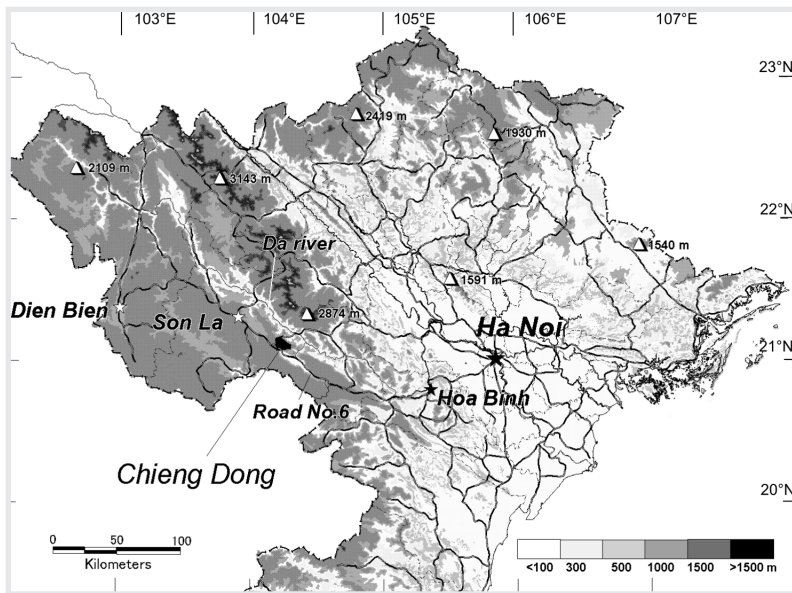 103°E 104°E 105°E 106°E 107°E
23°N
2419 m
1930 m
2109 m
3143 m
22°N
Da river
1540 m
1591 m
Dien Bien
Son La
2874 m
Ha Noi
21°N
Hoa Binh
Road No.6
Chieng Dong
20°N
0 50 100
Kilometers
<100 300 500 1000 1500 >1500 m